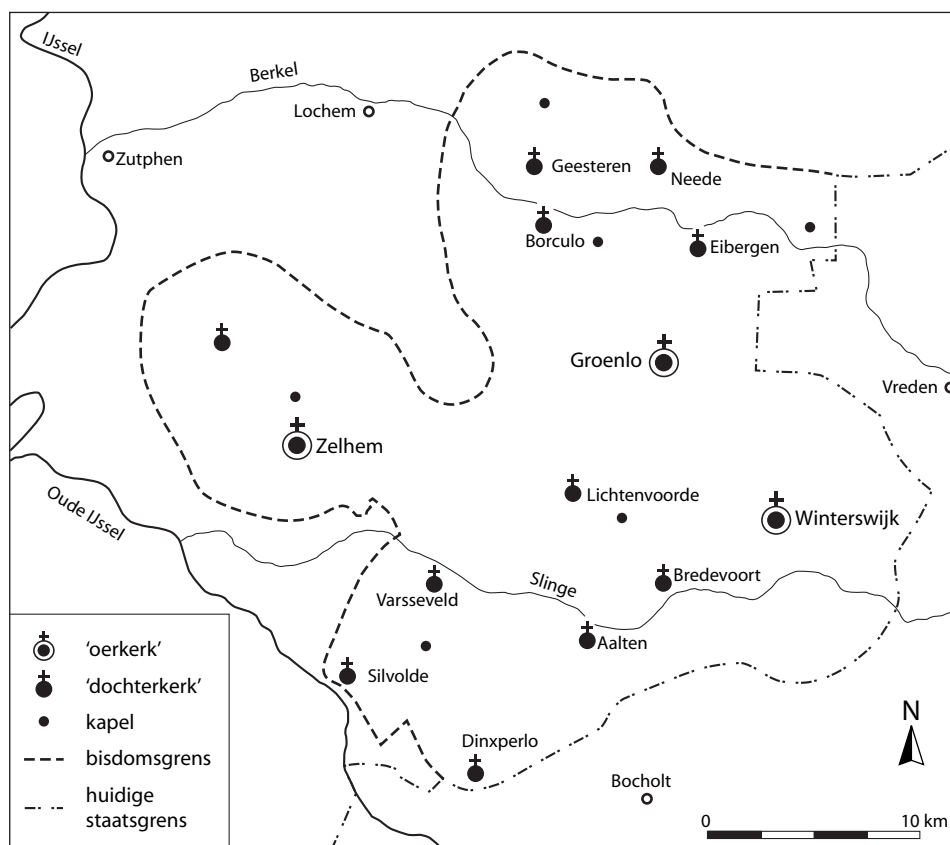 IJssel
Berkel
Lochem
Zutphen
Geesteren
Neede
Borculo
Eibergen
Groenlo
Vreden
Zelhem
Lichtenvoorde
Winterswijk
Oude IJssel
Slinge
Bredevoort
Varsseveld
Aalten
Silvolde
Dinxperlo
Bocholt
'oerkerk'
'dochterkerk'
kapel
bisdomsgrens
huidige
staatsgrens
N
0 10 km